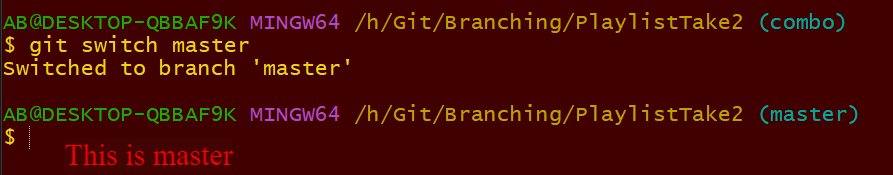 AB@DESKTOP-QBBAF9K MINGW64 /h/Git/Branching/PlaylistTake2 (combo)
$ git switch master
Switched to branch 'master'
AB@DESKTOP-QBBAF9K MINGW64 /h/Git/Branching/PlaylistTake2 (master)
$
This is master